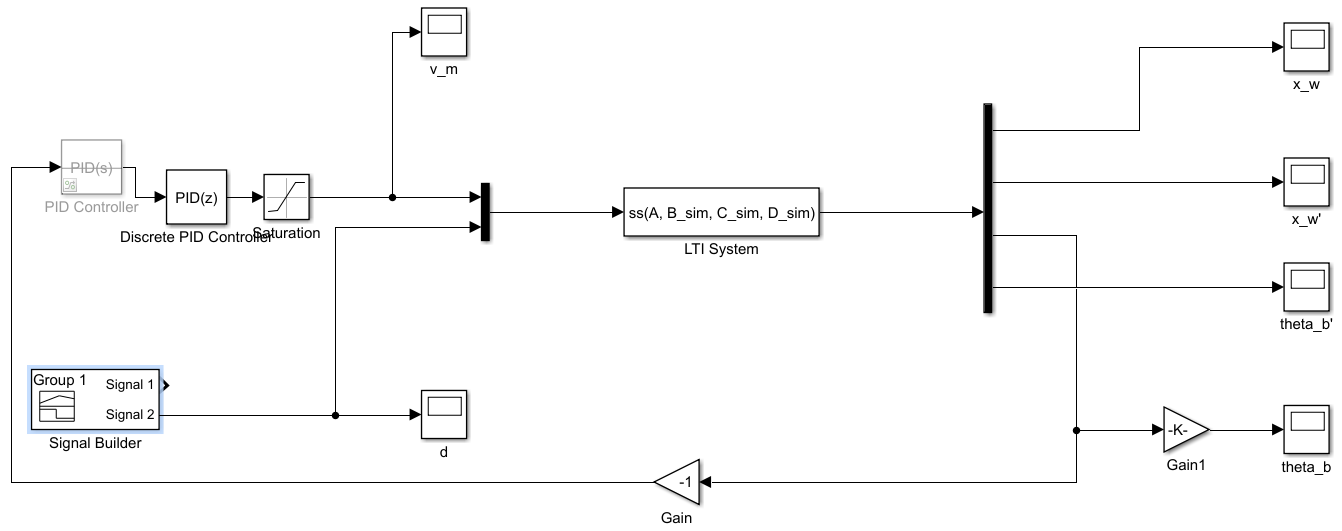 v_m
x_w
PID(s)
PID Controller
PID(z)
Discrete PID Controller
Saturation
ss(A, B_sim, C_sim, D_sim)
LTI System
x_w'
theta_b'
Group 1
Signal 1
Signal 2
Signal Builder
d
-K-
Gain1
theta_b
-1
Gain